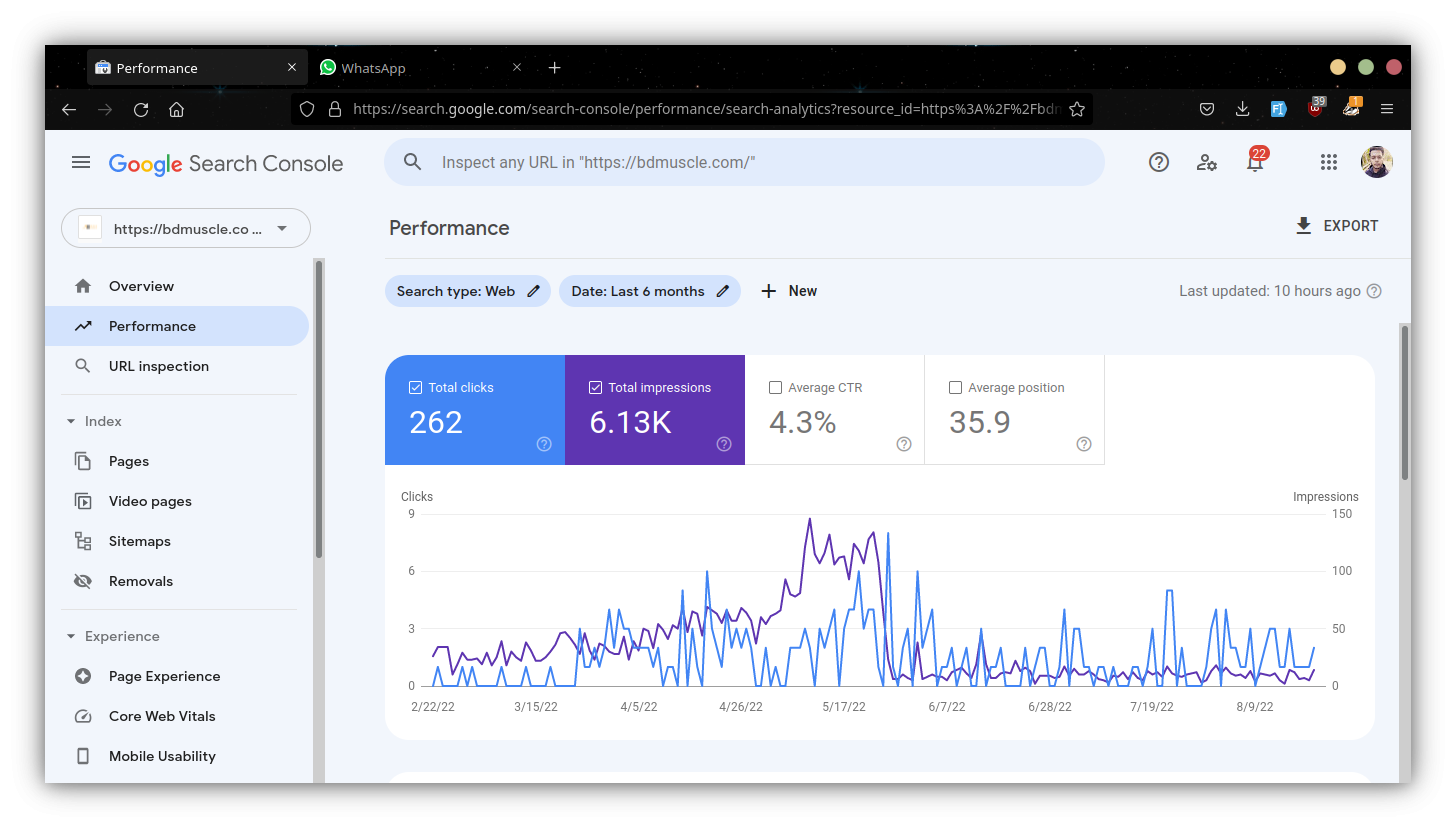 Performance
WhatsApp
https://search.google.com/search-console/performance/search-analytics?resource_id=https%3A%2F%2Fbdn
39
1
Google Search Console
Inspect any URL in "https://bdmuscle.com/"
22
https://bdmuscle.co ...
Performance
EXPORT
Overview
Performance
URL inspection
Index
Pages
Video pages
Sitemaps
Removals
Experience
Page Experience
Core Web Vitals
Mobile Usability
Search type: Web
Date: Last 6 months
New
Last updated: 10 hours ago
Total clicks
262
Total impressions
6.13K
Average CTR
4.3%
Average position
35.9
Clicks
Impressions
9
6
3
0
150
100
50
0
2/22/22 3/15/22 4/5/22 4/26/22 5/17/22 6/7/22 6/28/22 7/19/22 8/9/22